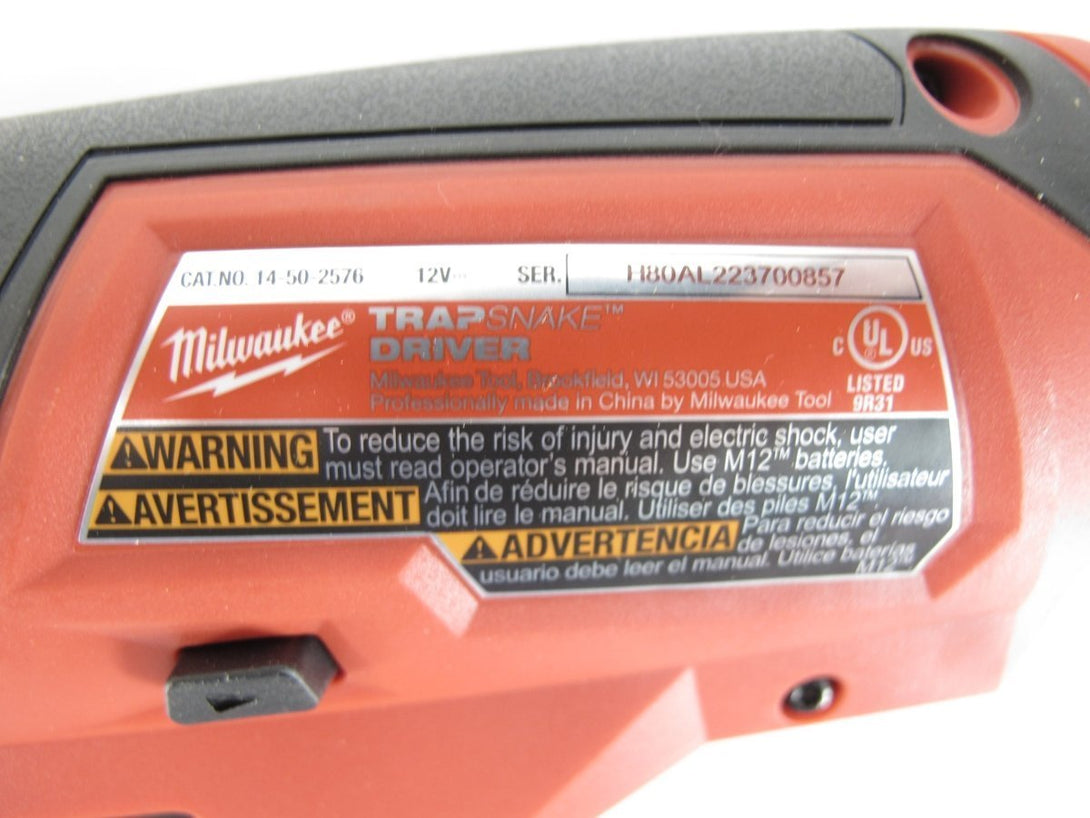 CAT.NO. 14-50-2576 12V⎓ SER. H80AL223700857
Milwaukee® TRAPSNAKE™
DRIVER
Milwaukee Tool, Brookfield, WI 53005 USA
Professionally made in China by Milwaukee Tool
C UL® US
LISTED
9R31
WARNING To reduce the risk of injury and electric shock, user
must read operator's manual. Use M12™ batteries.
AVERTISSEMENT Afin de réduire le risque de blessures, l'utilisateur
doit lire le manual. Utiliser des piles M12™
ADVERTENCIA Para reducir el riesgo
de lesiones, el
usuario debe leer el manual. Utilice baterias
M12™